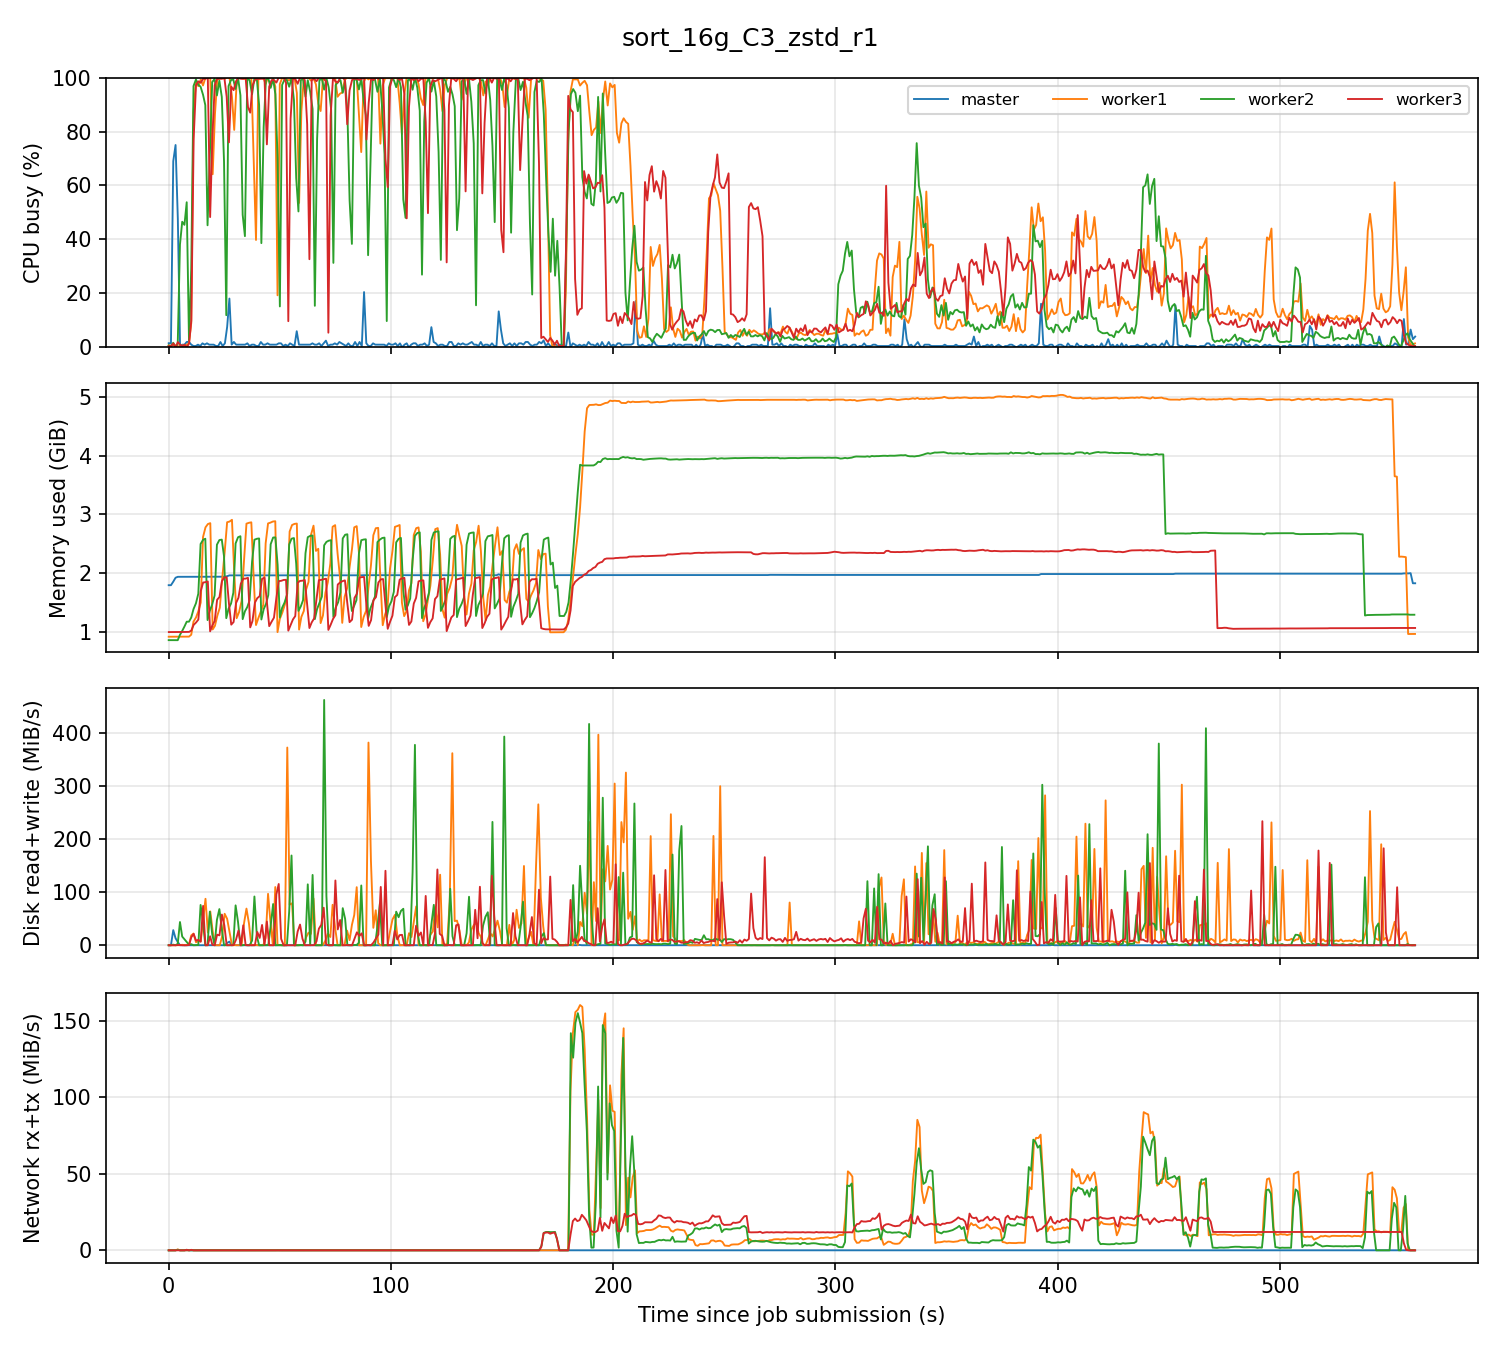 sort_16g_C3_zstd_r1
CPU busy (%)
100
80
60
40
20
0
master worker1 worker2 worker3
Memory used (GiB)
5
4
3
2
1
Disk read+write (MiB/s)
400
300
200
100
0
Network rx+tx (MiB/s)
150
100
50
0
0 100 200 300 400 500
Time since job submission (s)